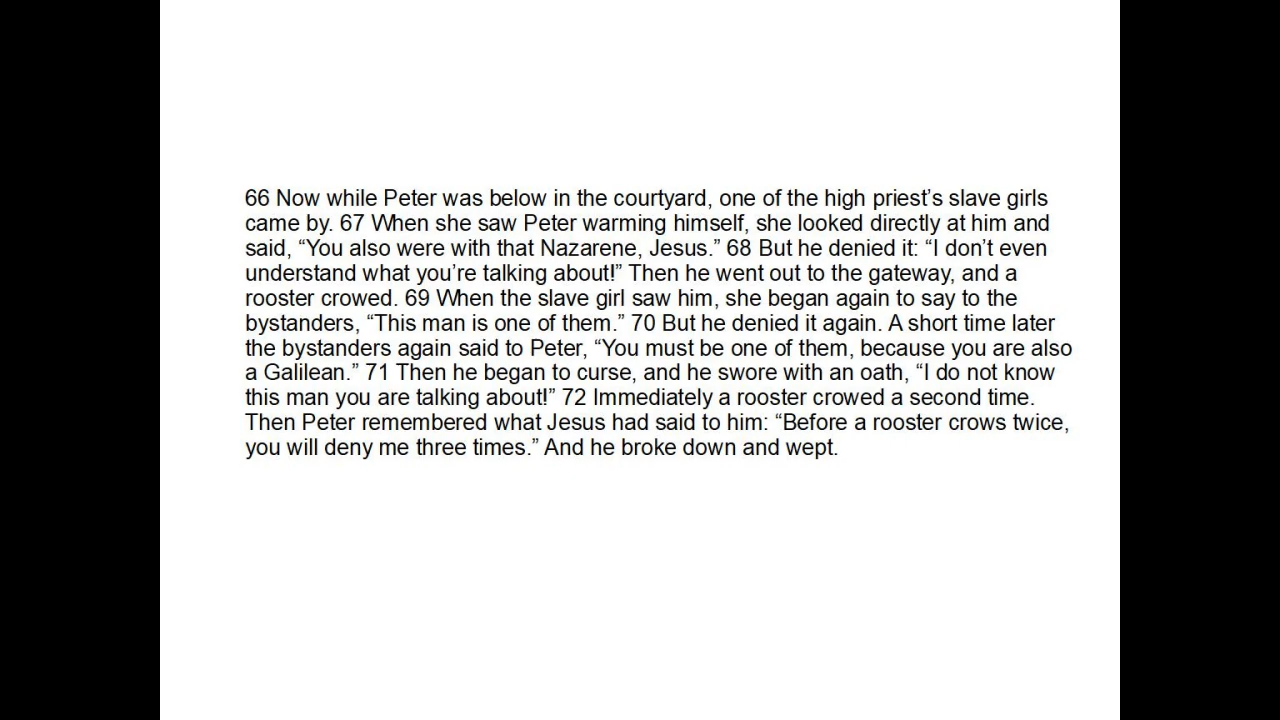 66 Now while Peter was below in the courtyard, one of the high priest’s slave girls
came by. 67 When she saw Peter warming himself, she looked directly at him and
said, “You also were with that Nazarene, Jesus.” 68 But he denied it: “I don’t even
understand what you’re talking about!” Then he went out to the gateway, and a
rooster crowed. 69 When the slave girl saw him, she began again to say to the
bystanders, “This man is one of them.” 70 But he denied it again. A short time later
the bystanders again said to Peter, “You must be one of them, because you are also
a Galilean.” 71 Then he began to curse, and he swore with an oath, “I do not know
this man you are talking about!” 72 Immediately a rooster crowed a second time.
Then Peter remembered what Jesus had said to him: “Before a rooster crows twice,
you will deny me three times.” And he broke down and wept.